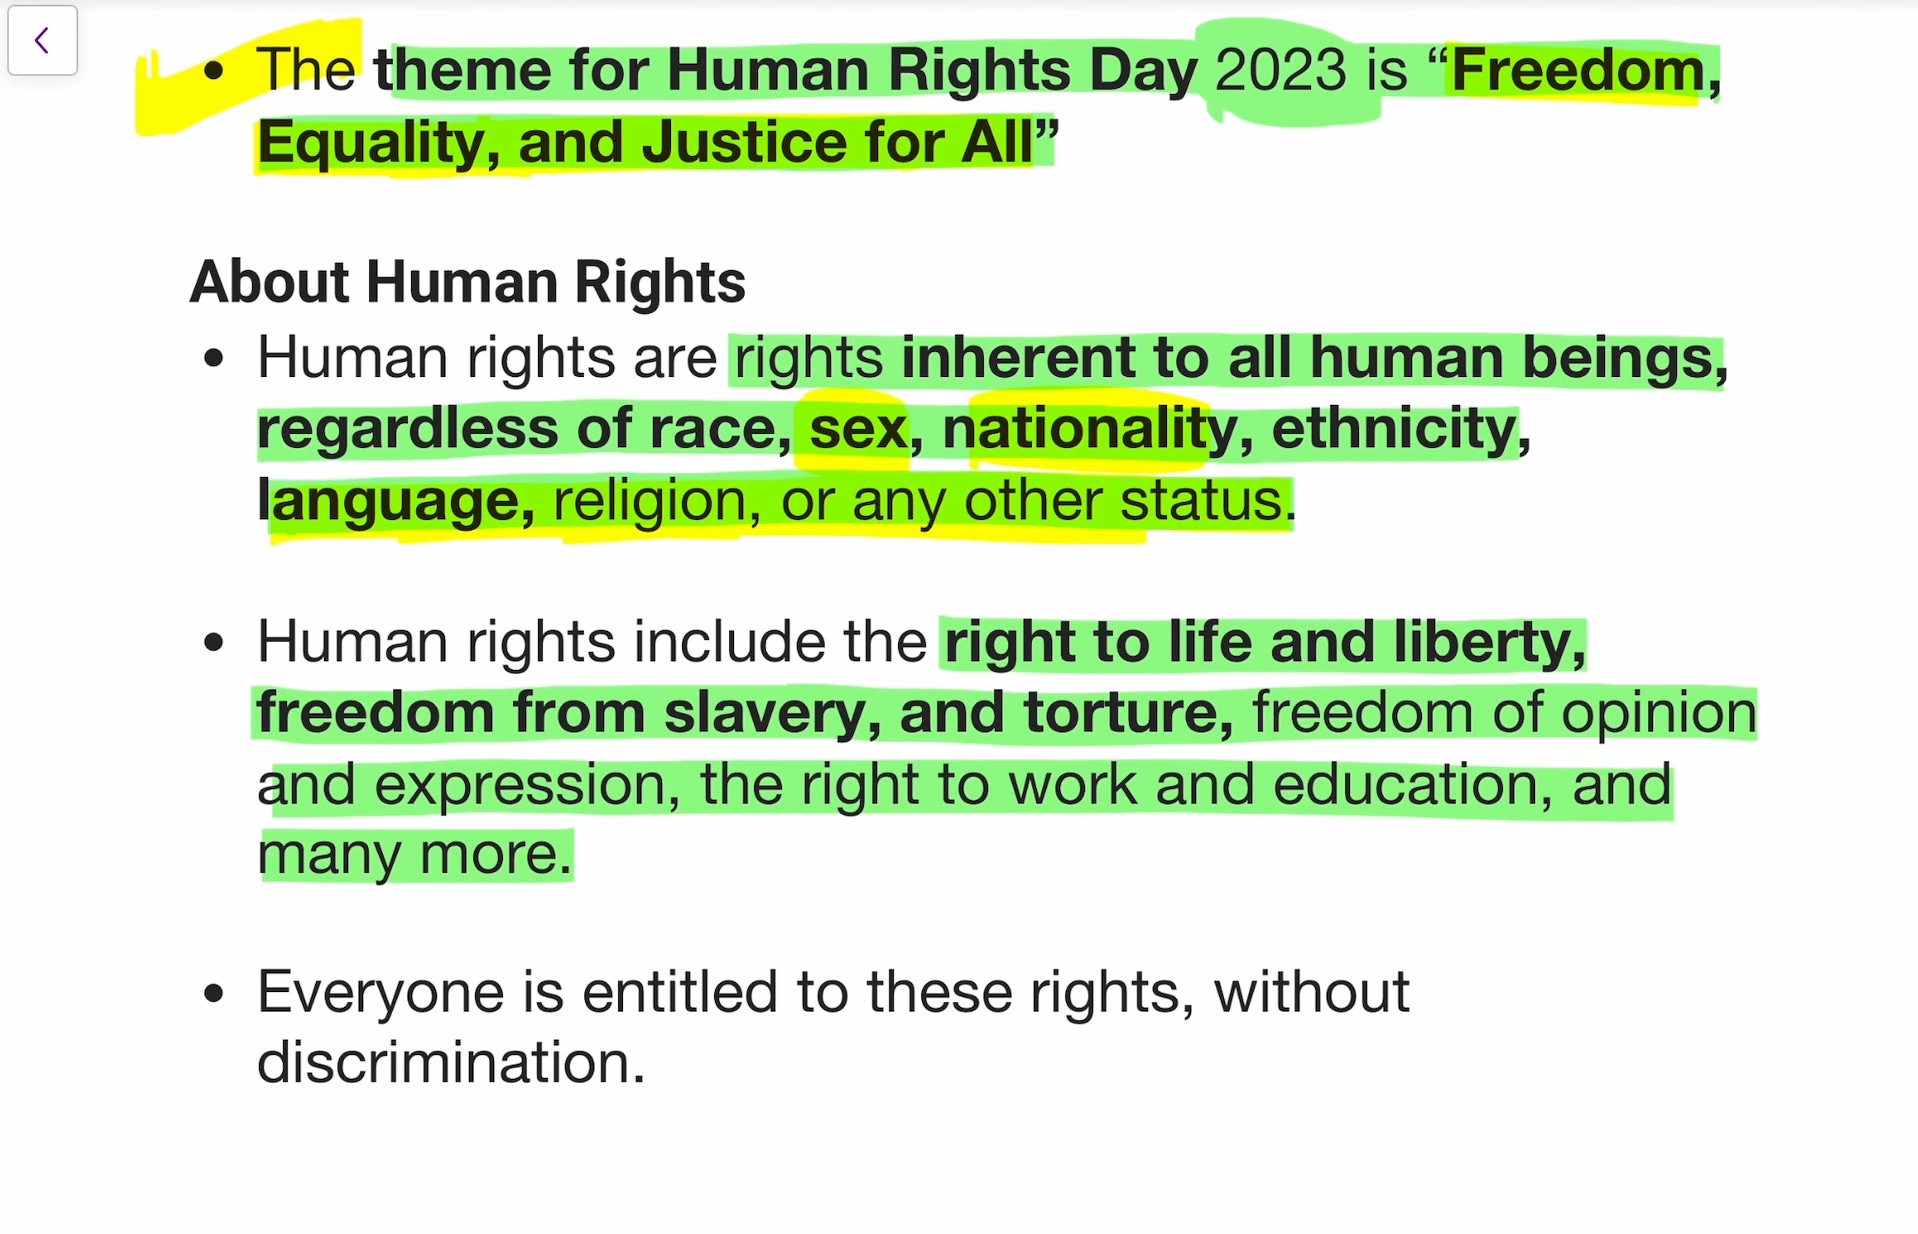 • The theme for Human Rights Day 2023 is “Freedom,
Equality, and Justice for All”
About Human Rights
• Human rights are rights inherent to all human beings,
regardless of race, sex, nationality, ethnicity,
language, religion, or any other status.
• Human rights include the right to life and liberty,
freedom from slavery, and torture, freedom of opinion
and expression, the right to work and education, and
many more.
• Everyone is entitled to these rights, without
discrimination.